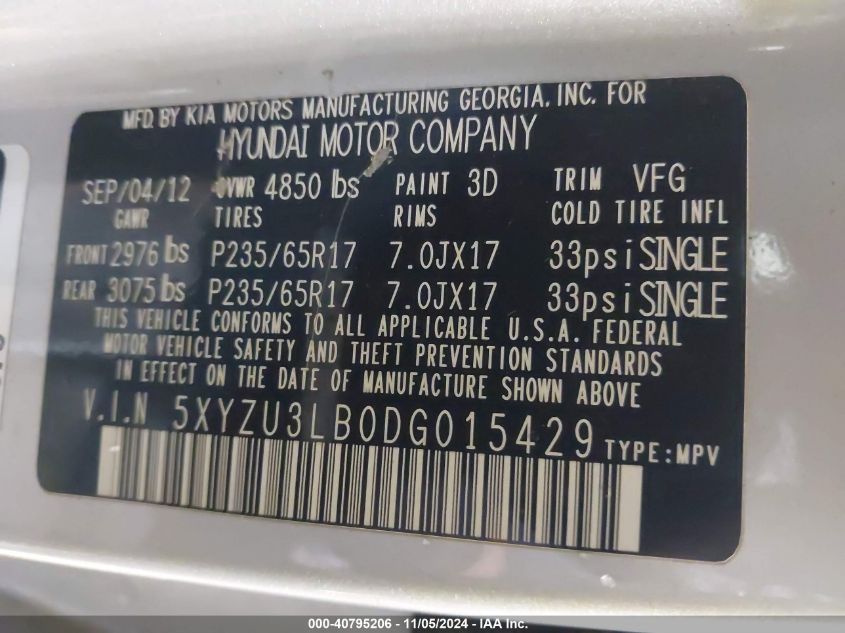 MFD. BY KIA MOTORS MANUFACTURING GEORGIA, INC. FOR
HYUNDAI MOTOR COMPANY
SEP/04/12 GVWR 4850 lbs PAINT 3D TRIM VFG
GAWR TIRES RIMS COLD TIRE INFL
FRONT 2976 lbs P235/65R17 7.0JX17 33psi SINGLE
REAR 3075 lbs P235/65R17 7.0JX17 33psi SINGLE
THIS VEHICLE CONFORMS TO ALL APPLICABLE U.S.A. FEDERAL
MOTOR VEHICLE SAFETY AND THEFT PREVENTION STANDARDS
IN EFFECT ON THE DATE OF MANUFACTURE SHOWN ABOVE
V.I.N 5XYZU3LB0DG015429 TYPE:MPV
000-40795206 - 11/05/2024 - IAA Inc.